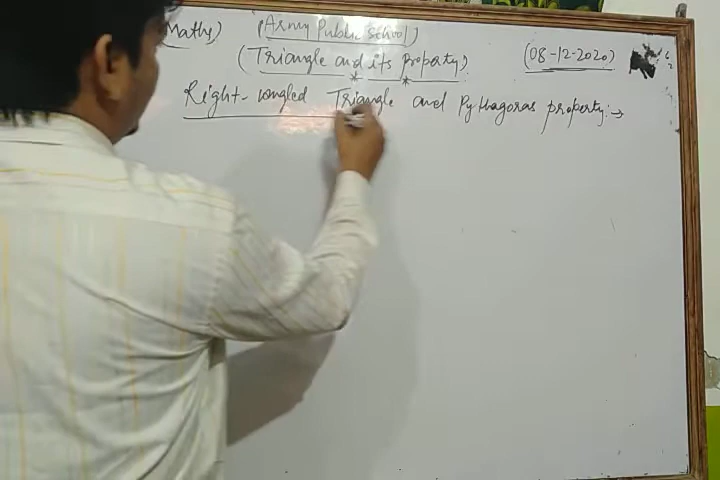 Maths) (Army Public School)
(Triangle and its property) (08-12-2020)
Right-angled Triangle and Pythagoras property:→